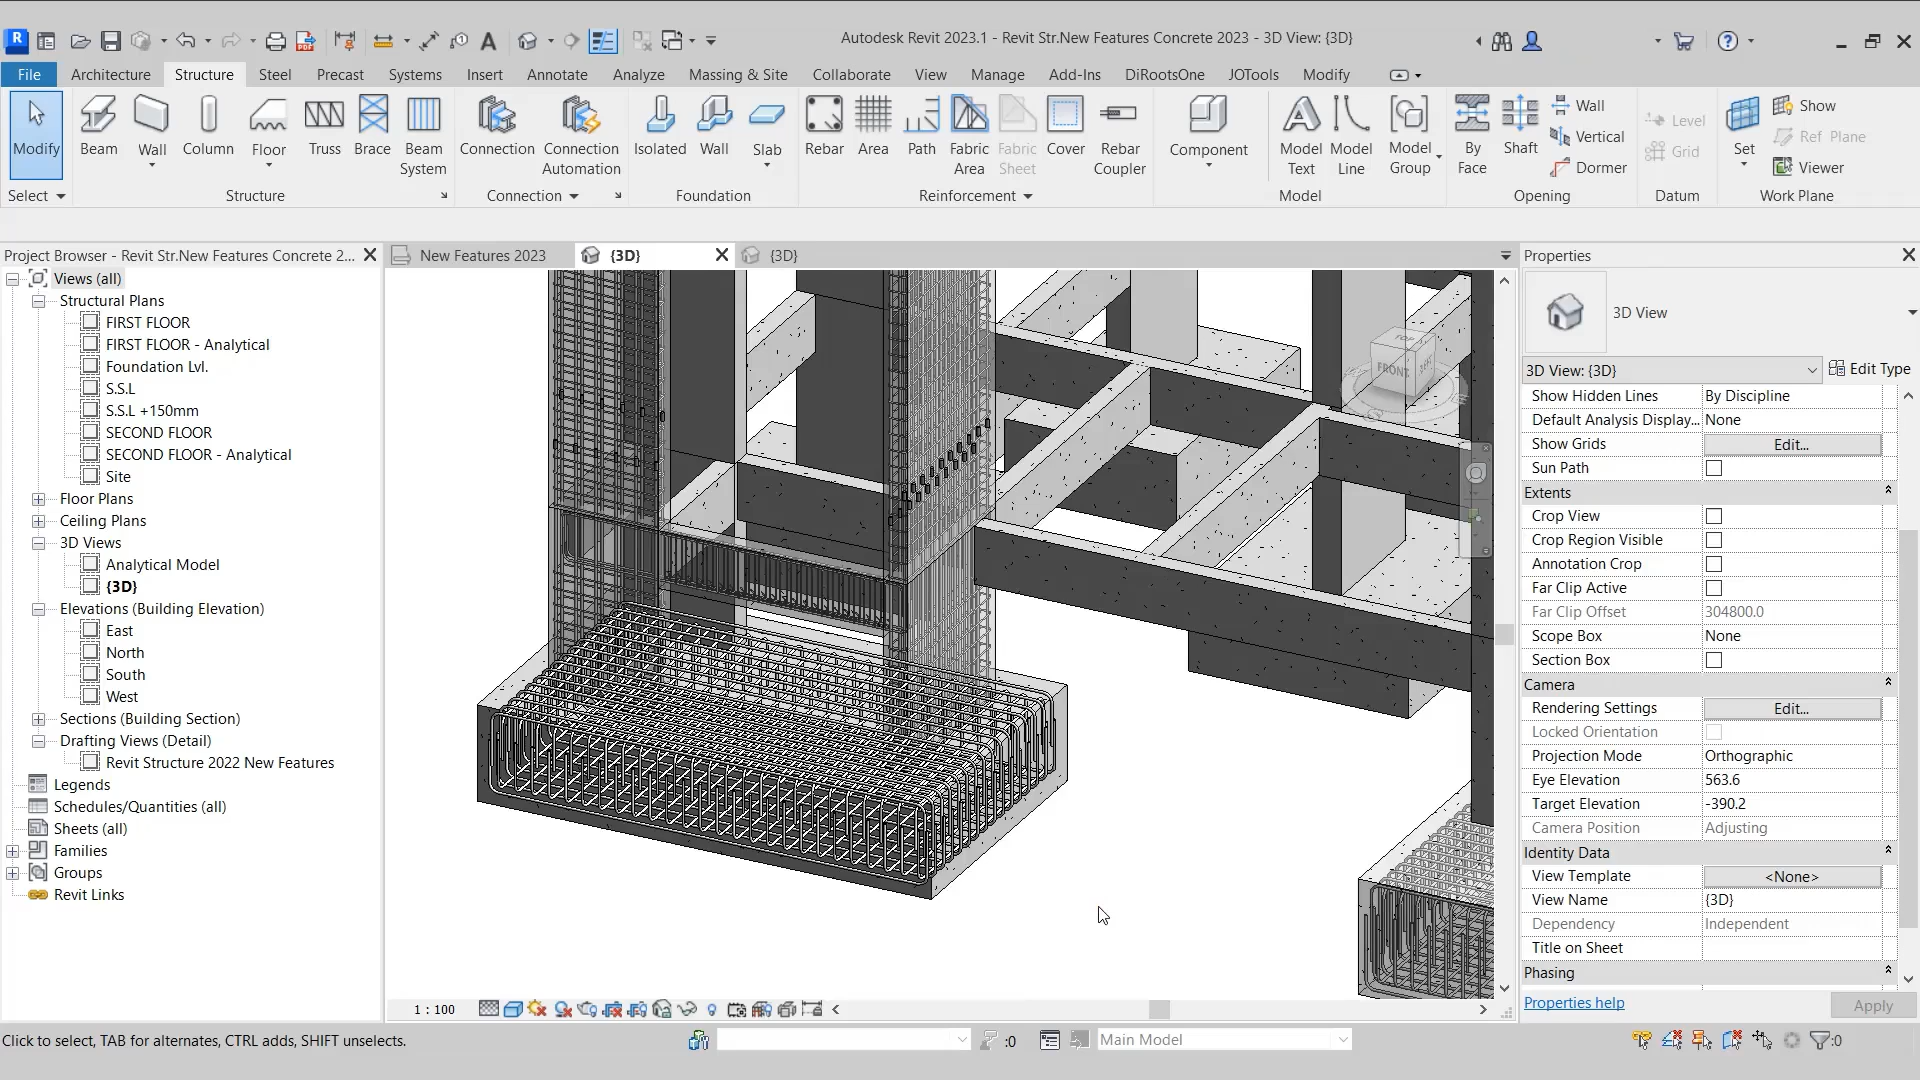 Autodesk Revit 2023.1 - Revit Str.New Features Concrete 2023 - 3D View: {3D}
File Architecture Structure Steel Precast Systems Insert Annotate Analyze Massing & Site Collaborate View Manage Add-Ins DiRootsOne JOTools Modify
Modify
Beam
Wall
Column
Floor
Truss
Brace
Beam
System
Connection
Connection
Automation
Isolated
Wall
Slab
Rebar
Area
Path
Fabric
Area
Fabric
Sheet
Cover
Rebar
Coupler
Component
Model
Text
Model
Line
Model
Group
By
Face
Shaft
Wall
Vertical
Dormer
Level
Grid
Set
Show
Ref Plane
Viewer
Select Structure Connection Foundation Reinforcement Model Opening Datum Work Plane
Project Browser - Revit Str.New Features Concrete 2...
Views (all)
Structural Plans
FIRST FLOOR
FIRST FLOOR - Analytical
Foundation Lvl.
S.S.L
S.S.L +150mm
SECOND FLOOR
SECOND FLOOR - Analytical
Site
Floor Plans
Ceiling Plans
3D Views
Analytical Model
{3D}
Elevations (Building Elevation)
East
North
South
West
Sections (Building Section)
Drafting Views (Detail)
Revit Structure 2022 New Features
Legends
Schedules/Quantities (all)
Sheets (all)
Families
Groups
Revit Links
New Features 2023 {3D} {3D}
TOP
FRONT
1 : 100
Properties
3D View
3D View: {3D} Edit Type
Show Hidden Lines By Discipline
Default Analysis Display... None
Show Grids Edit...
Sun Path
Extents
Crop View
Crop Region Visible
Annotation Crop
Far Clip Active
Far Clip Offset 304800.0
Scope Box None
Section Box
Camera
Rendering Settings Edit...
Locked Orientation
Projection Mode Orthographic
Eye Elevation 563.6
Target Elevation -390.2
Camera Position Adjusting
Identity Data
View Template <None>
View Name {3D}
Dependency Independent
Title on Sheet
Phasing
Properties help Apply
Click to select, TAB for alternates, CTRL adds, SHIFT unselects. :0 Main Model :0